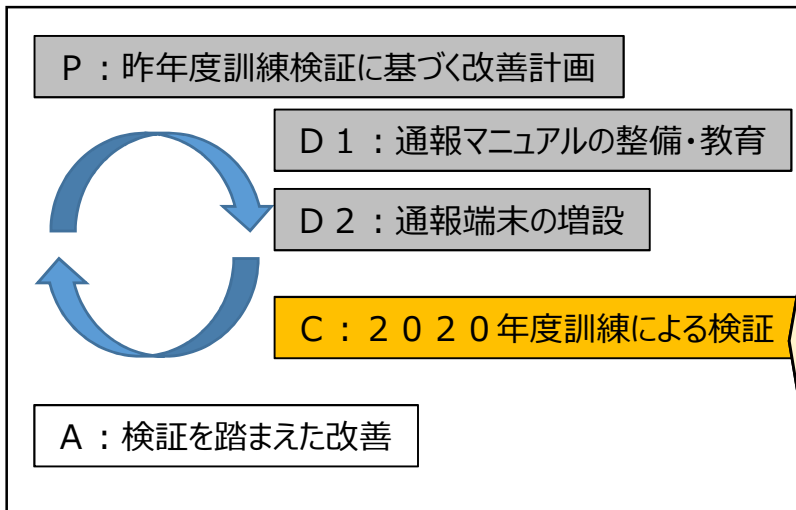 P：昨年度訓練検証に基づく改善計画
D１：通報マニュアルの整備・教育
D２：通報端末の増設
C：２０２０年度訓練による検証
A：検証を踏まえた改善